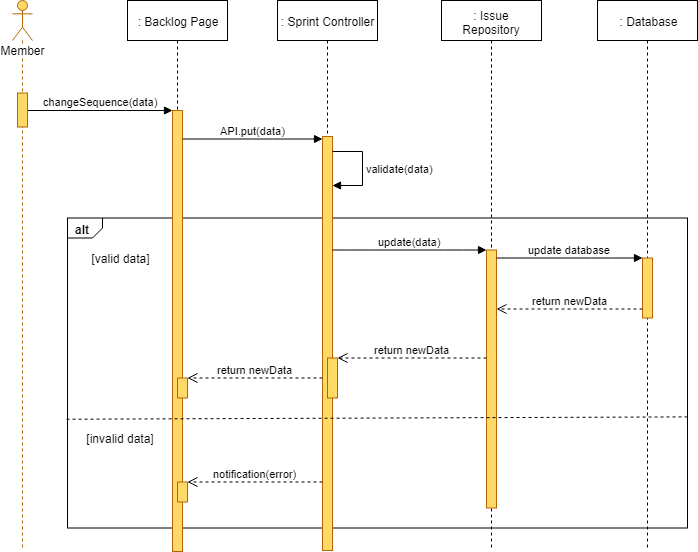 : Backlog Page
: Sprint Controller
: Issue
Repository
: Database
Member
changeSequence(data)
API.put(data)
validate(data)
alt
update(data)
[valid data]
update database
return newData
return newData
return newData
[invalid data]
notification(error)